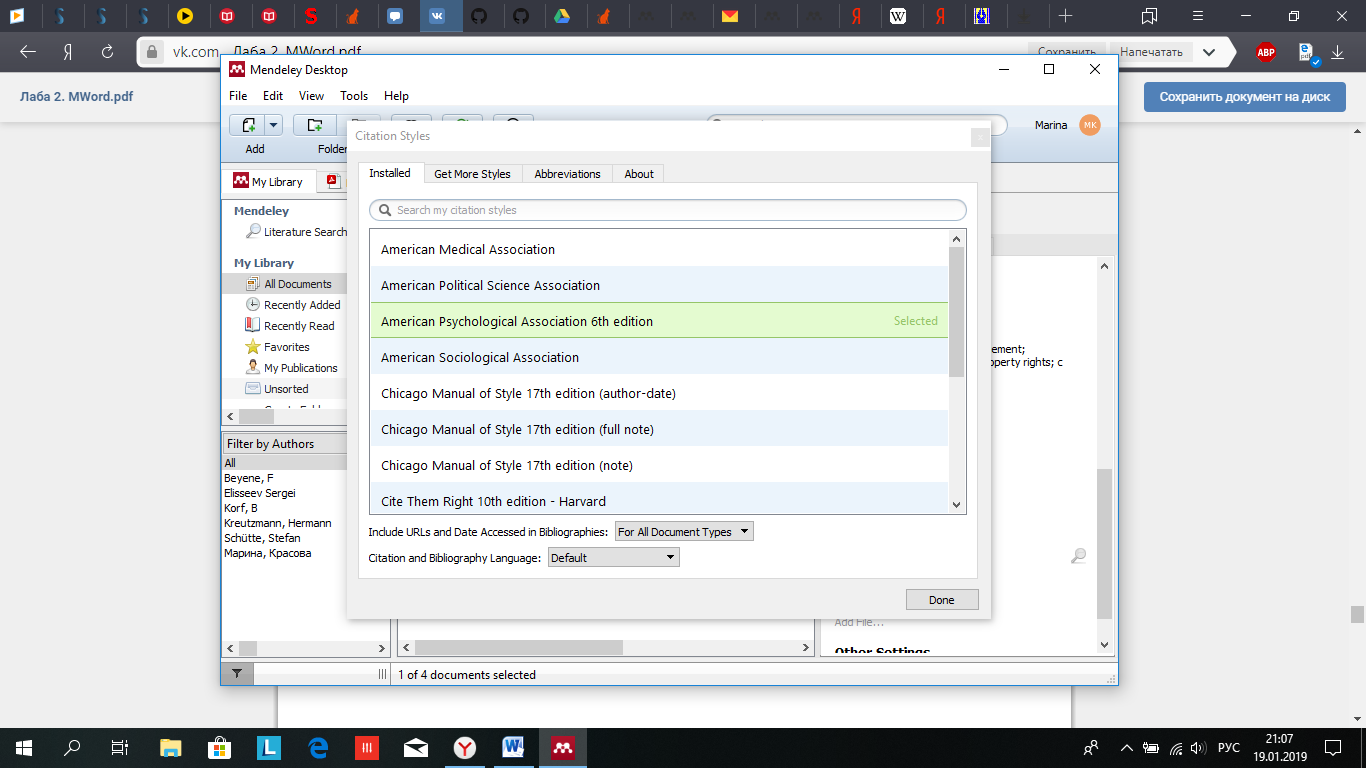 vk.com Лаба 2. MWord.pdf
Сохранить
Напечатать
ABP
Лаба 2. MWord.pdf
Сохранить документ на диск
Mendeley Desktop
File Edit View Tools Help
Add
Folder
Marina
MK
Citation Styles
Installed Get More Styles Abbreviations About
Search my citation styles
American Medical Association
American Political Science Association
American Psychological Association 6th edition Selected
American Sociological Association
Chicago Manual of Style 17th edition (author-date)
Chicago Manual of Style 17th edition (full note)
Chicago Manual of Style 17th edition (note)
Cite Them Right 10th edition - Harvard
Include URLs and Date Accessed in Bibliographies: For All Document Types
Citation and Bibliography Language: Default
Done
My Library
Mendeley
Literature Search
My Library
All Documents
Recently Added
Recently Read
Favorites
My Publications
Unsorted
Filter by Authors
All
Beyene, F
Elisseev Sergei
Korf, B
Kreutzmann, Hermann
Schütte, Stefan
Марина, Красова
ement;
operty rights; c
Add File...
Other Settings
1 of 4 documents selected
РУС
21:07
19.01.2019